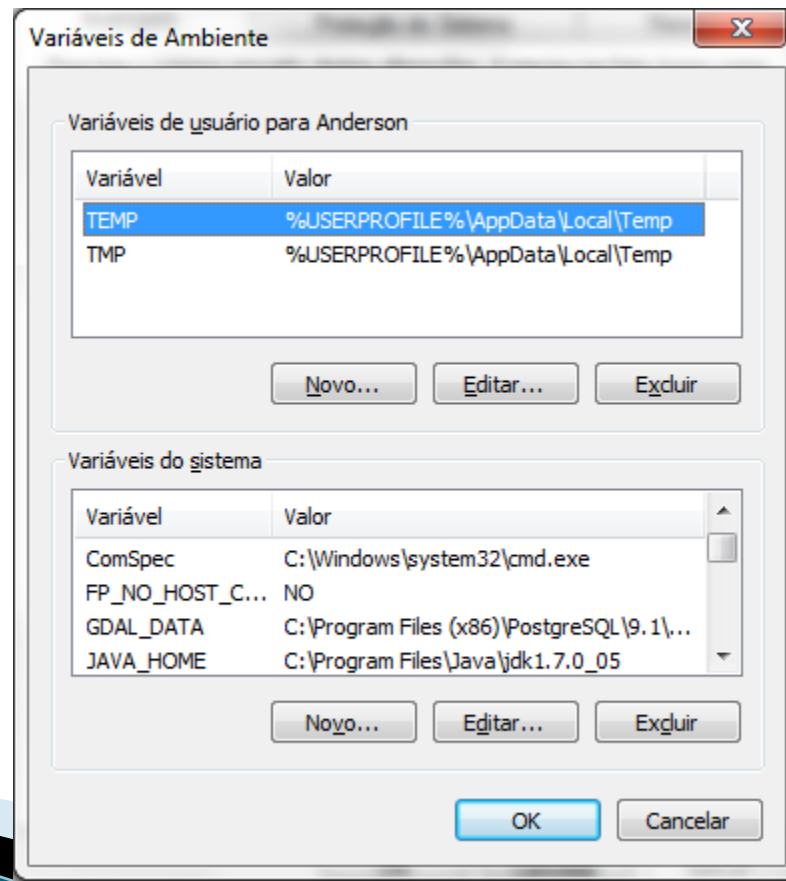 Variáveis de Ambiente
Variáveis de usuário para Anderson
Variável Valor
TEMP %USERPROFILE%\AppData\Local\Temp
TMP %USERPROFILE%\AppData\Local\Temp
Novo... Editar... Excluir
Variáveis do sistema
Variável Valor
ComSpec C:\Windows\system32\cmd.exe
FP_NO_HOST_C... NO
GDAL_DATA C:\Program Files (x86)\PostgreSQL\9.1\...
JAVA_HOME C:\Program Files\Java\jdk1.7.0_05
Novo... Editar... Excluir
OK Cancelar